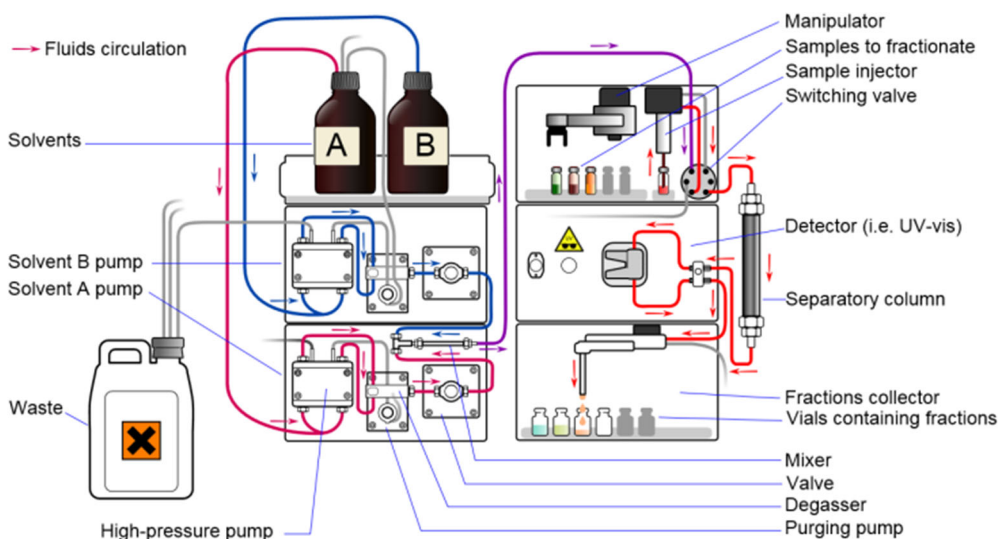 Fluids circulation
Solvents
A
B
Solvent B pump
Solvent A pump
Waste
High-pressure pump
Manipulator
Samples to fractionate
Sample injector
Switching valve
UV
Detector (i.e. UV-vis)
Separatory column
Fractions collector
Vials containing fractions
Mixer
Valve
Degasser
Purging pump